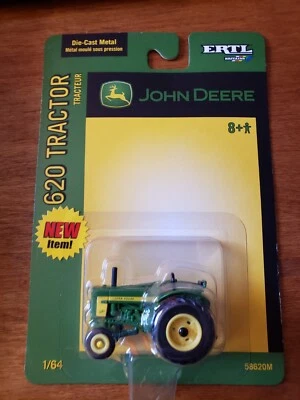 Die-Cast Metal
Métal moulé sous pression
ERTL
JOHN DEERE
8+
620 TRACTOR
TRACTEUR
NEW
Item!
1/64
58620M